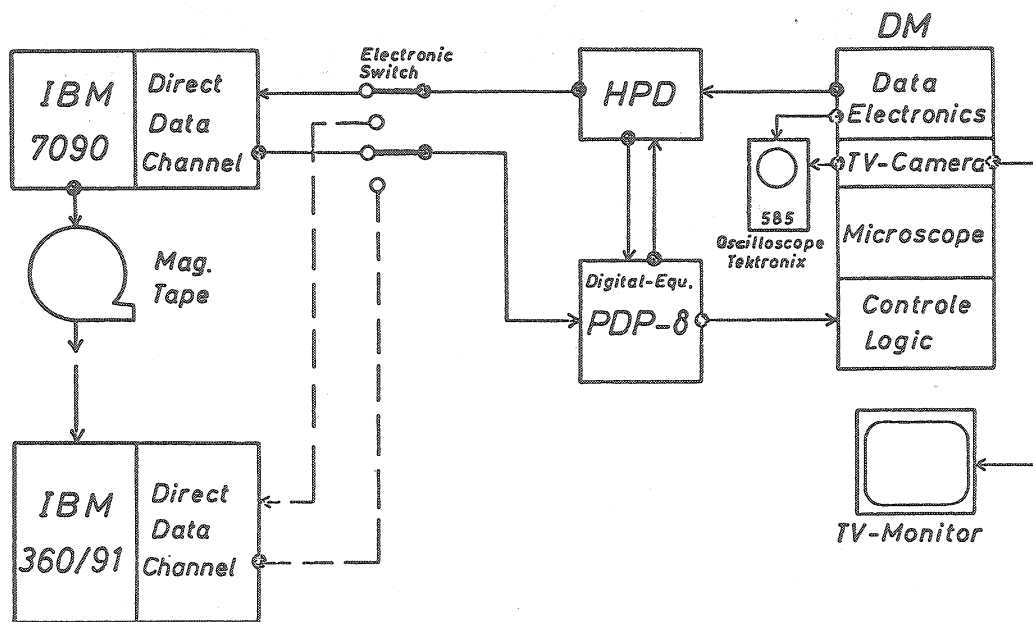 DM
Electronic
Switch
IBM
7090
Direct
Data
Channel
HPD
Data
Electronics
TV-Camera
Microscope
Controle
Logic
585
Oscilloscope
Tektronix
Mag.
Tape
Digital-Equ.
PDP-8
IBM
360/91
Direct
Data
Channel
TV-Monitor